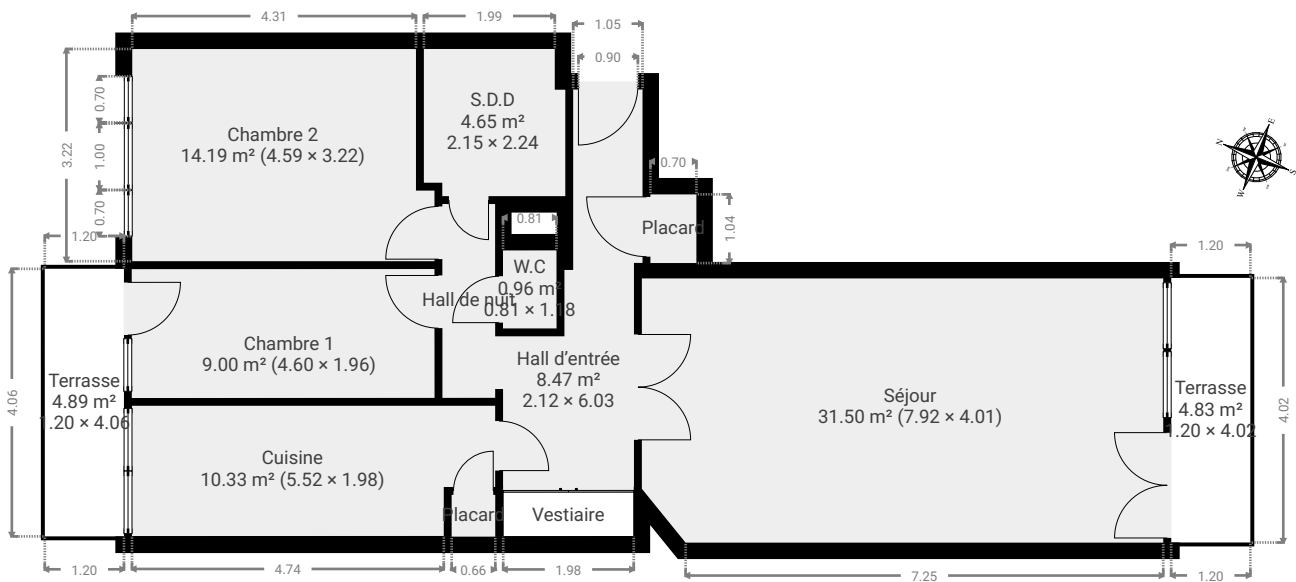 4.31
1.99
1.05
0.90
0.70
1.00
0.70
3.22
Chambre 2
14.19 m² (4.59 × 3.22)
S.D.D
4.65 m²
2.15 × 2.24
N
E
S
W
0.70
Placard
1.04
0.81
W.C
0.96 m²
0.81 × 1.18
Hall de nuit
1.20
1.20
Chambre 1
9.00 m² (4.60 × 1.96)
Hall d'entrée
8.47 m²
2.12 × 6.03
Terrasse
4.89 m²
1.20 × 4.06
4.06
Séjour
31.50 m² (7.92 × 4.01)
Terrasse
4.83 m²
1.20 × 4.02
4.02
Cuisine
10.33 m² (5.52 × 1.98)
Placard
Vestiaire
1.20
4.74
0.66
1.98
7.25
1.20